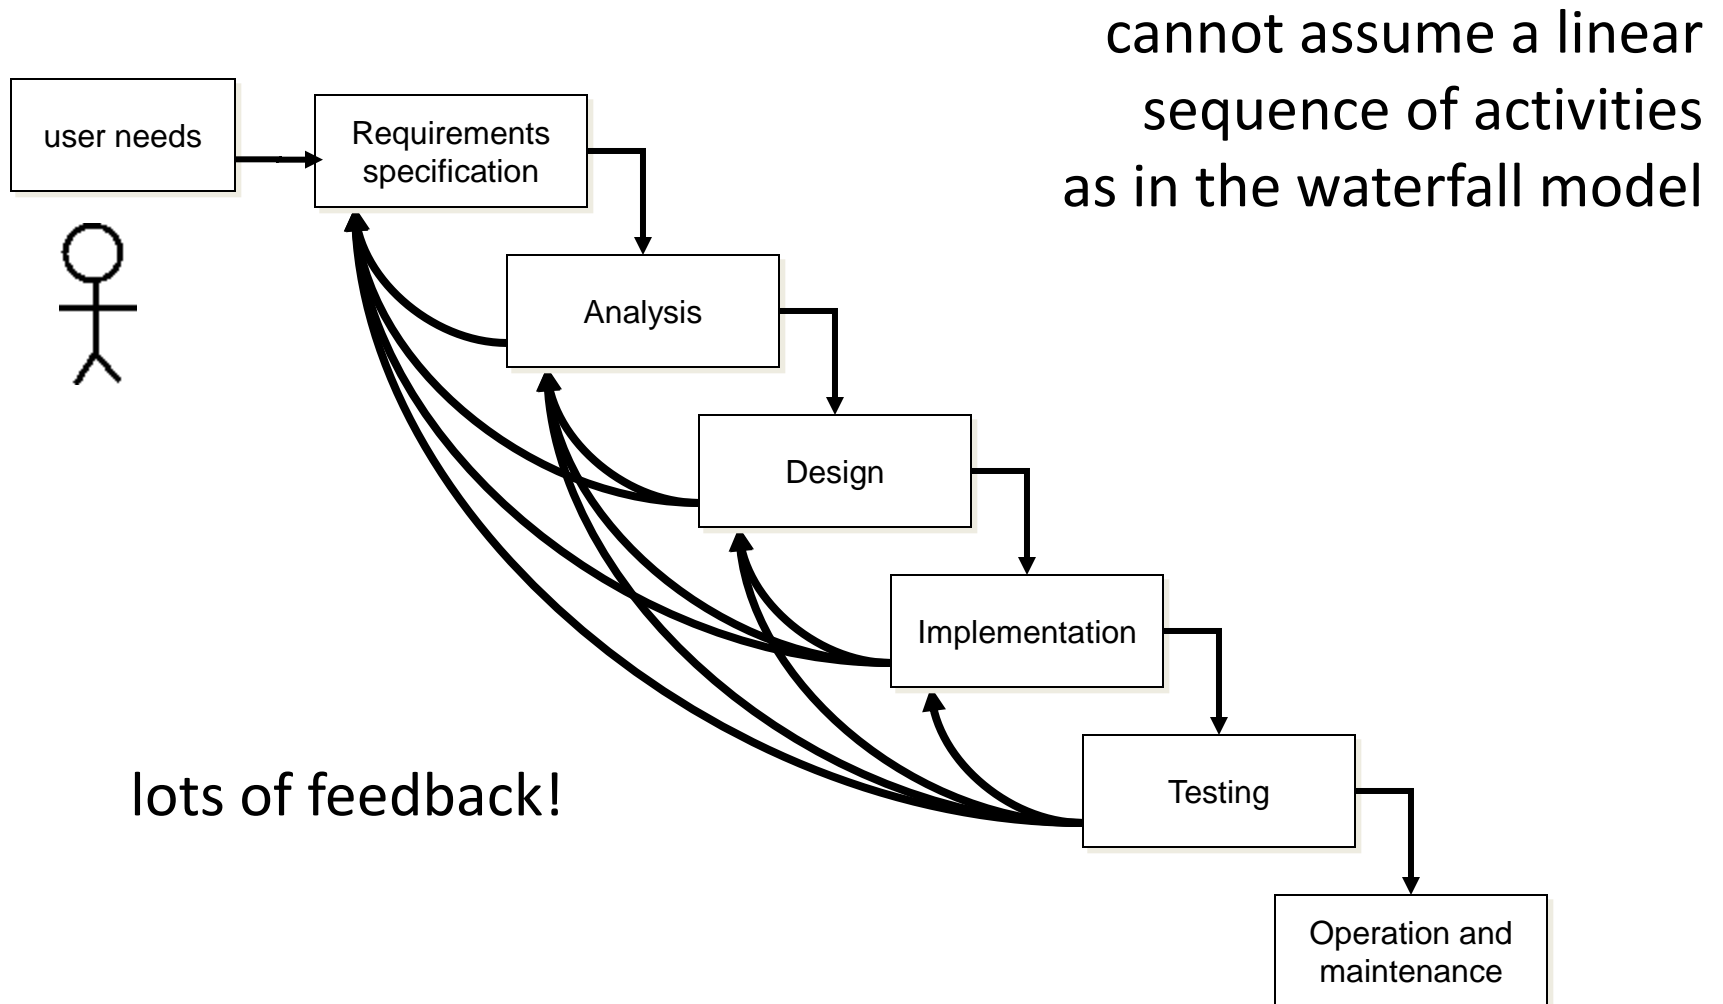 cannot assume a linear
sequence of activities
as in the waterfall model
user needs
Requirements
specification
Analysis
Design
Implementation
Testing
Operation and
maintenance
lots of feedback!